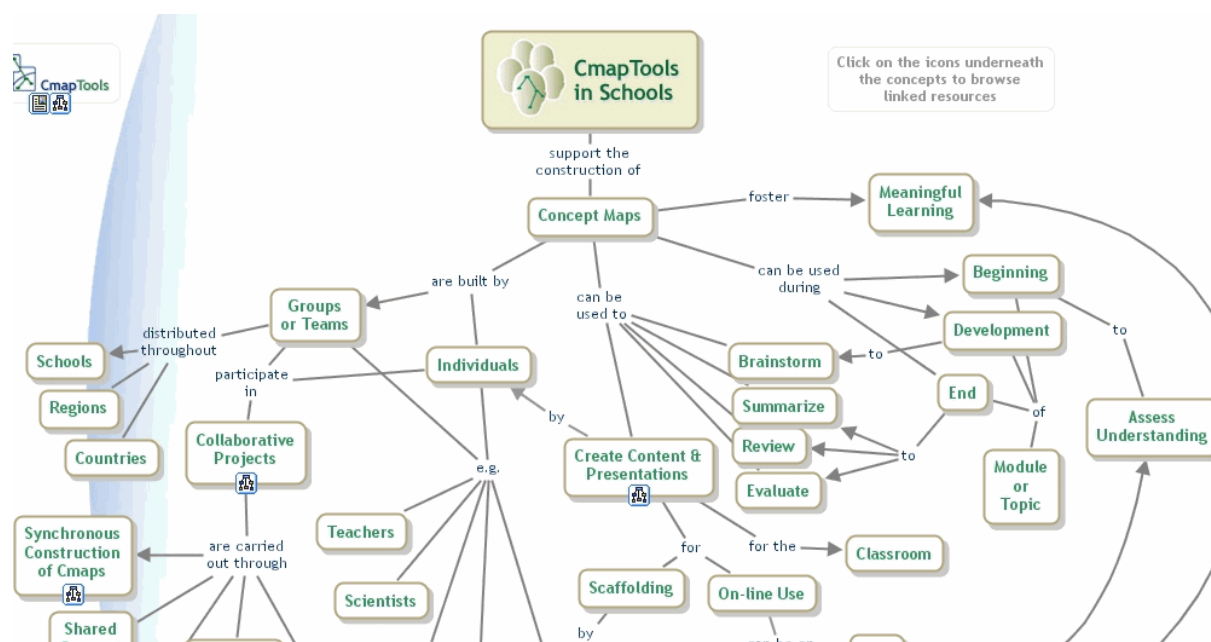 CmapTools
CmapTools
in Schools
Click on the icons underneath
the concepts to browse
linked resources
support the
construction of
Concept Maps
foster
Meaningful
Learning
are built by
can be
used to
can be used
during
Beginning
Groups
or Teams
distributed
throughout
Schools
Regions
Countries
participate
in
Individuals
Development
to
Brainstorm
to
Summarize
End
of
Assess
Understanding
by
Collaborative
Projects
Create Content &
Presentations
Review
to
Evaluate
Module
or
Topic
e.g.
Teachers
Synchronous
Construction
of Cmaps
are carried
out through
for
for the
Classroom
Scientists
Scaffolding
On-line Use
Shared
by